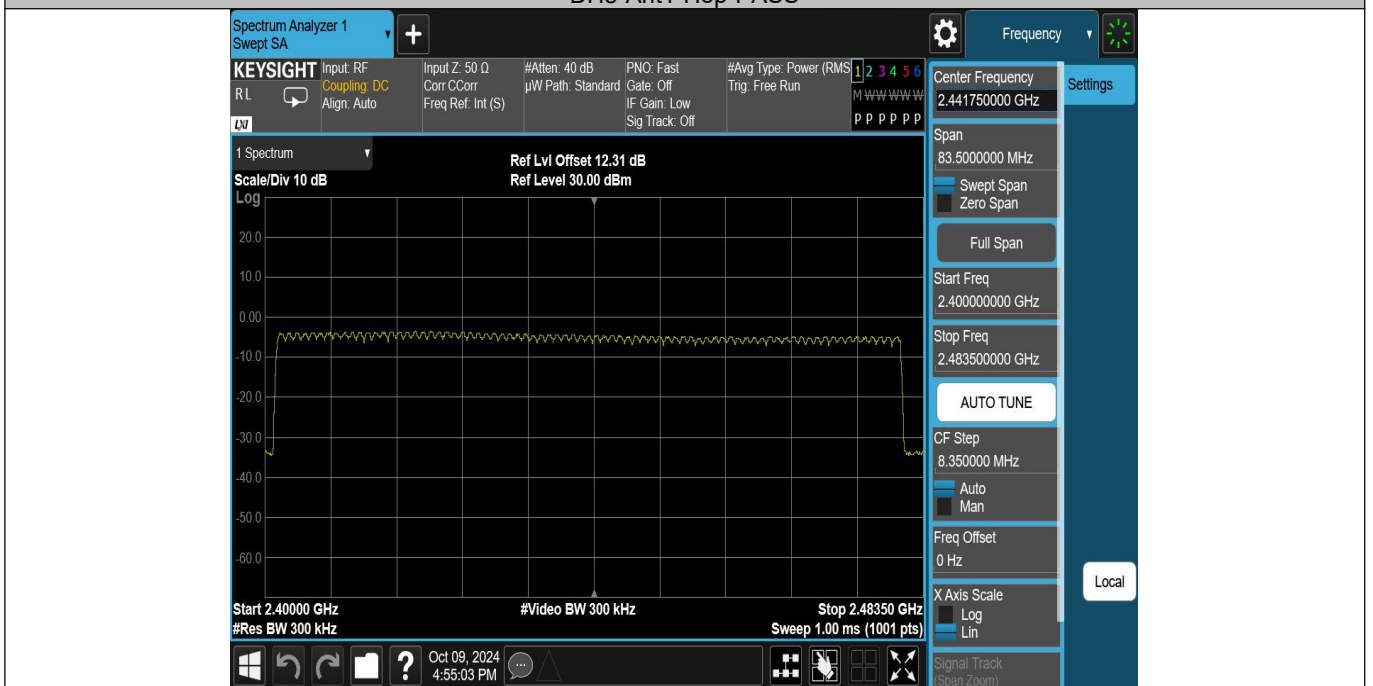 Spectrum Analyzer 1
Swept SA
+
Frequency
KEYSIGHT
RL
LXI
Input: RF
Coupling: DC
Align: Auto
Input Z: 50 Ω
Corr CCorr
Freq Ref: Int (S)
#Atten: 40 dB
µW Path: Standard
PNO: Fast
Gate: Off
IF Gain: Low
Sig Track: Off
#Avg Type: Power (RMS
Trig: Free Run
1 2 3 4 5 6
M W W W W W
P P P P P P
1 Spectrum
Ref Lvl Offset 12.31 dB
Scale/Div 10 dB
Ref Level 30.00 dBm
Log
20.0
10.0
0.00
-10.0
-20.0
-30.0
-40.0
-50.0
-60.0
Start 2.40000 GHz
#Video BW 300 kHz
Stop 2.48350 GHz
#Res BW 300 kHz
Sweep 1.00 ms (1001 pts)
?
Oct 09, 2024
4:55:03 PM
Center Frequency
2.441750000 GHz
Settings
Span
83.5000000 MHz
Swept Span
Zero Span
Full Span
Start Freq
2.400000000 GHz
Stop Freq
2.483500000 GHz
AUTO TUNE
CF Step
8.350000 MHz
Auto
Man
Freq Offset
0 Hz
Local
X Axis Scale
Log
Lin
Signal Track
(Span Zoom)